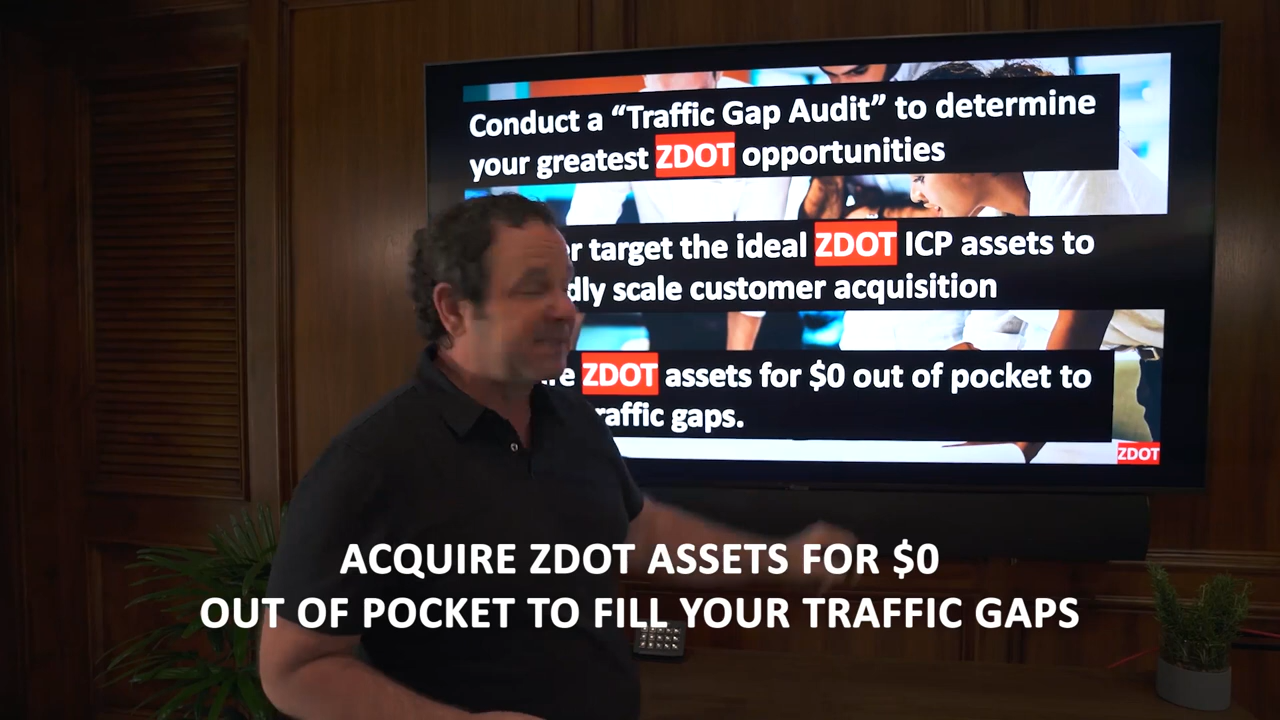 Conduct a “Traffic Gap Audit” to determine
your greatest ZDOT opportunities
target the ideal ZDOT ICP assets to
scale customer acquisition
ZDOT assets for $0 out of pocket to
gaps.
ZDOT
ACQUIRE ZDOT ASSETS FOR $0
OUT OF POCKET TO FILL YOUR TRAFFIC GAPS